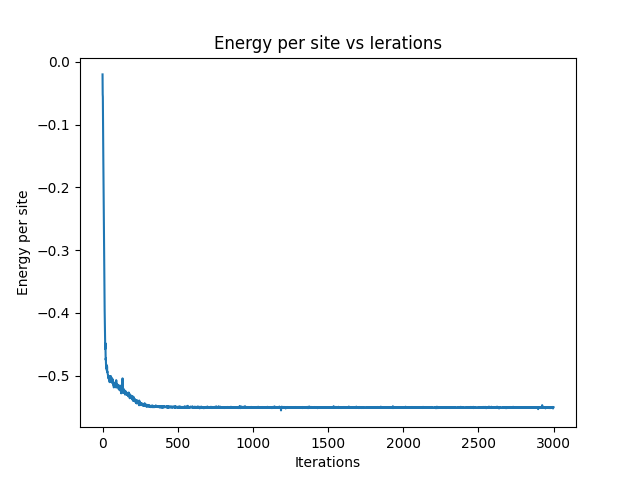 Energy per site vs Ierations
0.0
−0.1
−0.2
−0.3
−0.4
−0.5
Energy per site
0 500 1000 1500 2000 2500 3000
Iterations